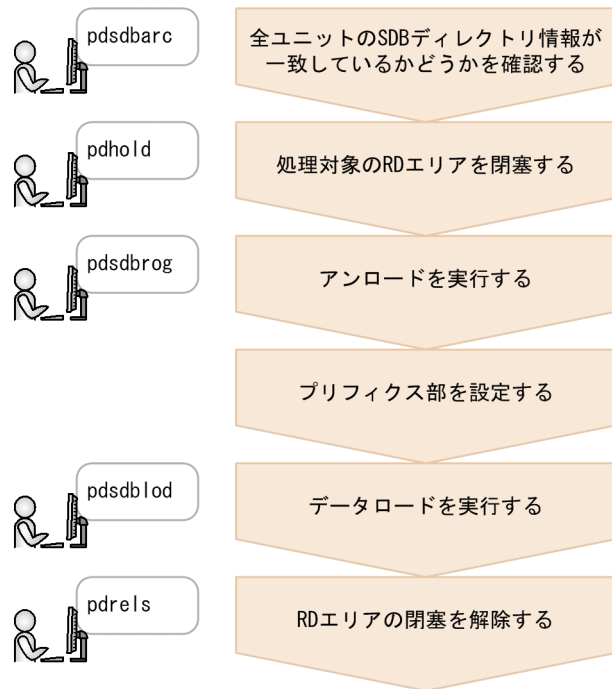 pdsdbarc
全ユニットのSDBディレクトリ情報が
一致しているかどうかを確認する
pdhold
処理対象のRDエリアを閉塞する
pdsdbrog
アンロードを実行する
プリフィクス部を設定する
pdsdblod
データロードを実行する
pdrels
RDエリアの閉塞を解除する